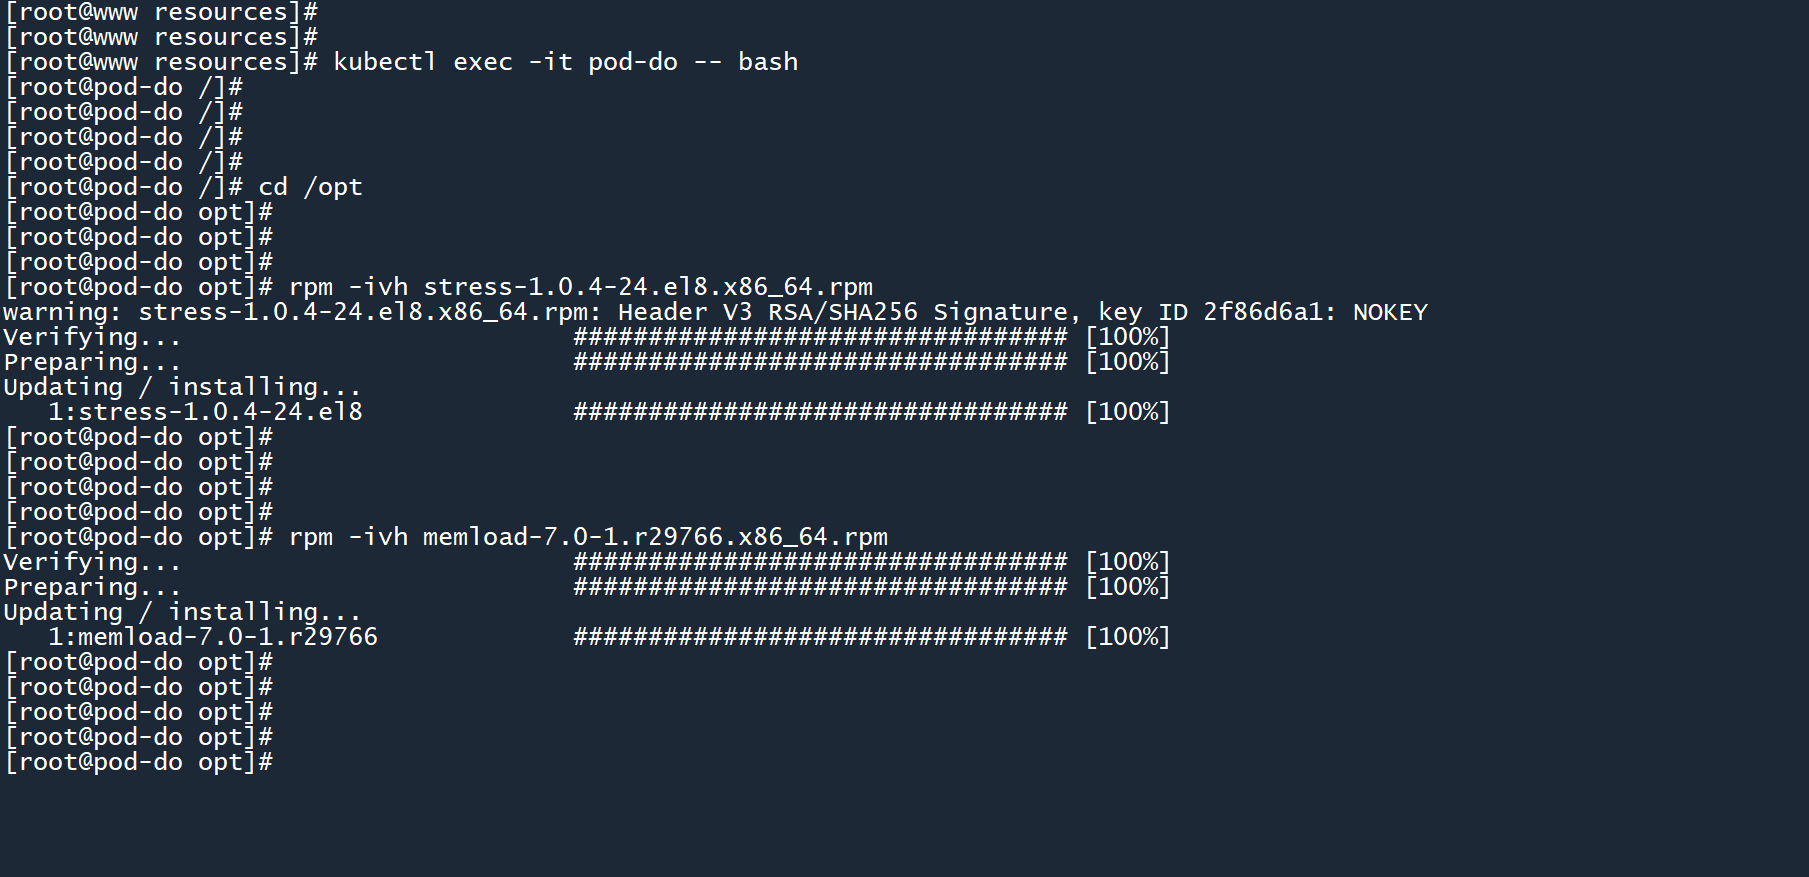 [root@www resources]#
[root@www resources]#
[root@www resources]# kubectl exec -it pod-do -- bash
[root@pod-do /]#
[root@pod-do /]#
[root@pod-do /]#
[root@pod-do /]#
[root@pod-do /]# cd /opt
[root@pod-do opt]#
[root@pod-do opt]#
[root@pod-do opt]#
[root@pod-do opt]# rpm -ivh stress-1.0.4-24.el8.x86_64.rpm
warning: stress-1.0.4-24.el8.x86_64.rpm: Header V3 RSA/SHA256 Signature, key ID 2f86d6a1: NOKEY
Verifying...                          ################################# [100%]
Preparing...                          ################################# [100%]
Updating / installing...
   1:stress-1.0.4-24.el8              ################################# [100%]
[root@pod-do opt]#
[root@pod-do opt]#
[root@pod-do opt]#
[root@pod-do opt]#
[root@pod-do opt]# rpm -ivh memload-7.0-1.r29766.x86_64.rpm
Verifying...                          ################################# [100%]
Preparing...                          ################################# [100%]
Updating / installing...
   1:memload-7.0-1.r29766             ################################# [100%]
[root@pod-do opt]#
[root@pod-do opt]#
[root@pod-do opt]#
[root@pod-do opt]#
[root@pod-do opt]#